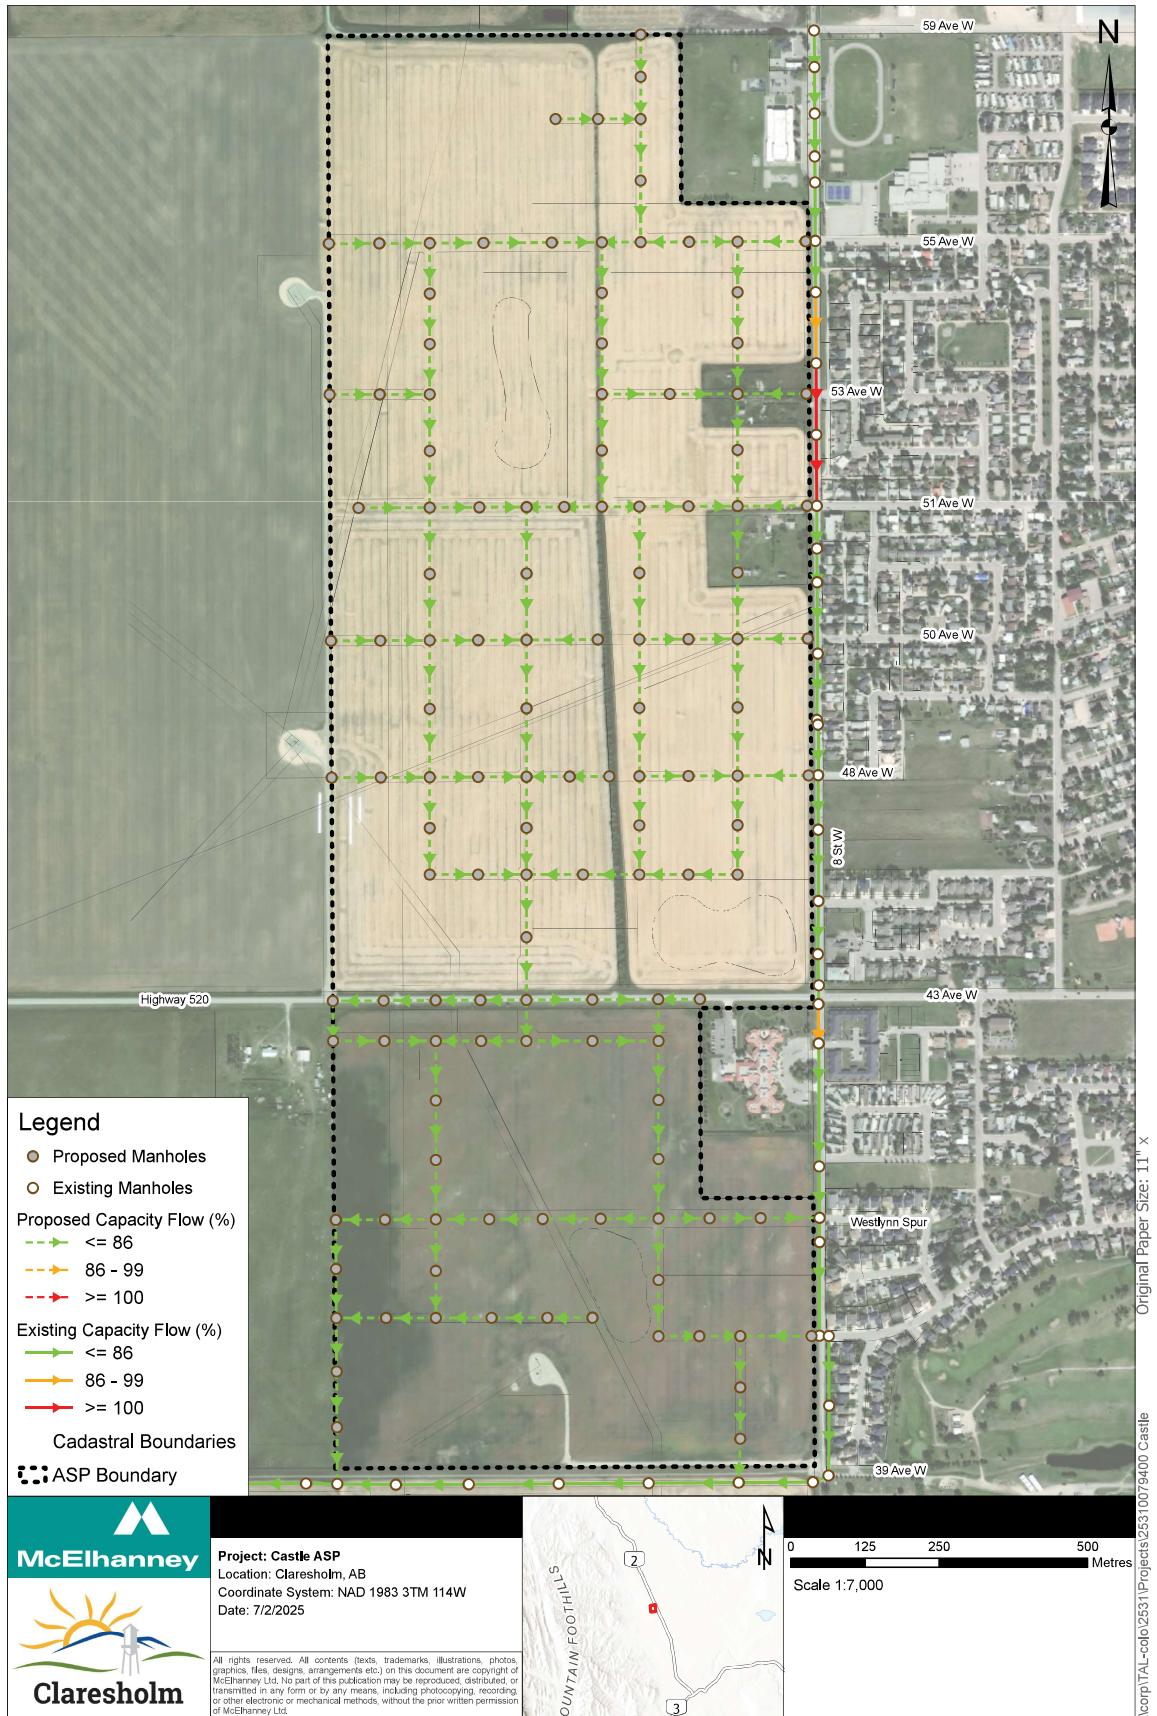 59 Ave W
N
55 Ave W
53 Ave W
51 Ave W
50 Ave W
48 Ave W
8 St W
Highway 520
43 Ave W
Westlynn Spur
39 Ave W
Legend
Proposed Manholes
Existing Manholes
Proposed Capacity Flow (%)
<= 86
86 - 99
>= 100
Existing Capacity Flow (%)
<= 86
86 - 99
>= 100
Cadastral Boundaries
ASP Boundary
McElhanney
Claresholm
Project: Castle ASP
Location: Claresholm, AB
Coordinate System: NAD 1983 3TM 114W
Date: 7/2/2025
All rights reserved. All contents (texts, trademarks, illustrations, photos,
graphics, files, designs, arrangements etc.) on this document are copyright of
McElhanney Ltd. No part of this publication may be reproduced, distributed, or
transmitted in any form or by any means, including photocopying, recording,
or other electronic or mechanical methods, without the prior written permission
of McElhanney Ltd.
2
N
OUNTAIN FOOTHILLS
3
0 125 250 500
Metres
Scale 1:7,000
Original Paper Size: 11" x
\corp\TAL-colo\2531\Projects\25310079400 Castle